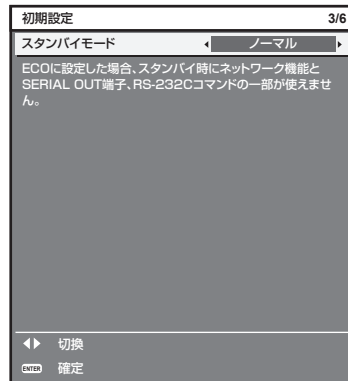 初期設定 3/6
スタンバイモード ノーマル
ECOに設定した場合、スタンバイ時にネットワーク機能と
SERIAL OUT端子、RS-232Cコマンドの一部が使えませ
ん。
切換
ENTER 確定